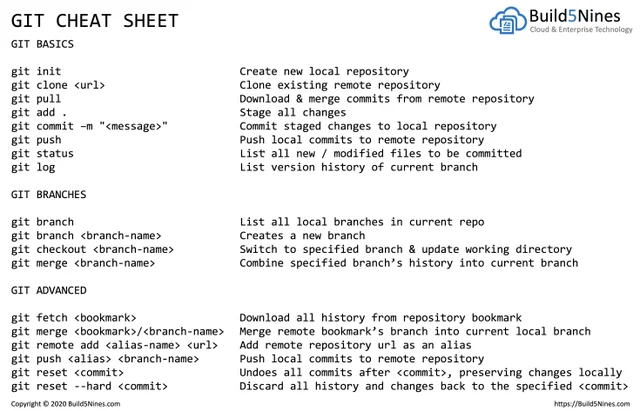 GIT CHEAT SHEET
Build5Nines
Cloud & Enterprise Technology
GIT BASICS
git init Create new local repository
git clone <url> Clone existing remote repository
git pull Download & merge commits from remote repository
git add . Stage all changes
git commit –m "<message>" Commit staged changes to local repository
git push Push local commits to remote repository
git status List all new / modified files to be committed
git log List version history of current branch
GIT BRANCHES
git branch List all local branches in current repo
git branch <branch-name> Creates a new branch
git checkout <branch-name> Switch to specified branch & update working directory
git merge <branch-name> Combine specified branch’s history into current branch
GIT ADVANCED
git fetch <bookmark> Download all history from repository bookmark
git merge <bookmark>/<branch-name> Merge remote bookmark’s branch into current local branch
git remote add <alias-name> <url> Add remote repository url as an alias
git push <alias> <branch-name> Push local commits to remote repository
git reset <commit> Undoes all commits after <commit>, preserving changes locally
git reset --hard <commit> Discard all history and changes back to the specified <commit>
Copyright © 2020 Build5Nines.com
https://Build5Nines.com